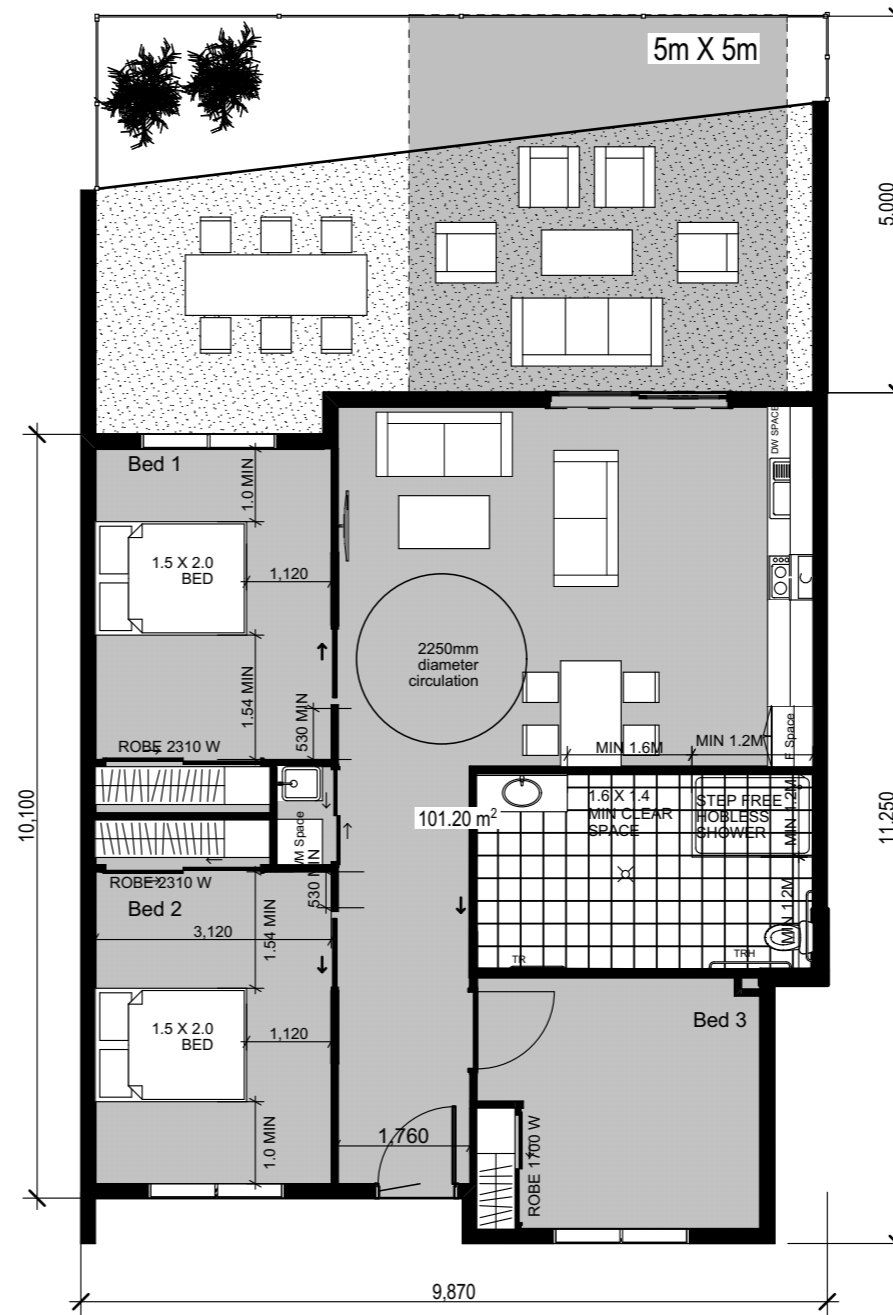 5m X 5m
5,000
DW SPACE
Bed 1
1.0 MIN
1.5 X 2.0
BED
1,120
2250mm
diameter
circulation
1.54 MIN
530 MIN
ROBE 2310 W
MIN 1.6M
MIN 1.2M
F Space
10,100
101.20 m²
1.6 X 1.4
MIN CLEAR
SPACE
STEP FREE
HOBLESS
SHOWER
MIN 1.2M
11,250
WM Space
530 MIN
ROBE 2310 W
Bed 2
3,120
1.54 MIN
MIN 1.2M
TR
TRH
1.5 X 2.0
BED
1,120
Bed 3
1.0 MIN
1,760
ROBE 1700 W
9,870